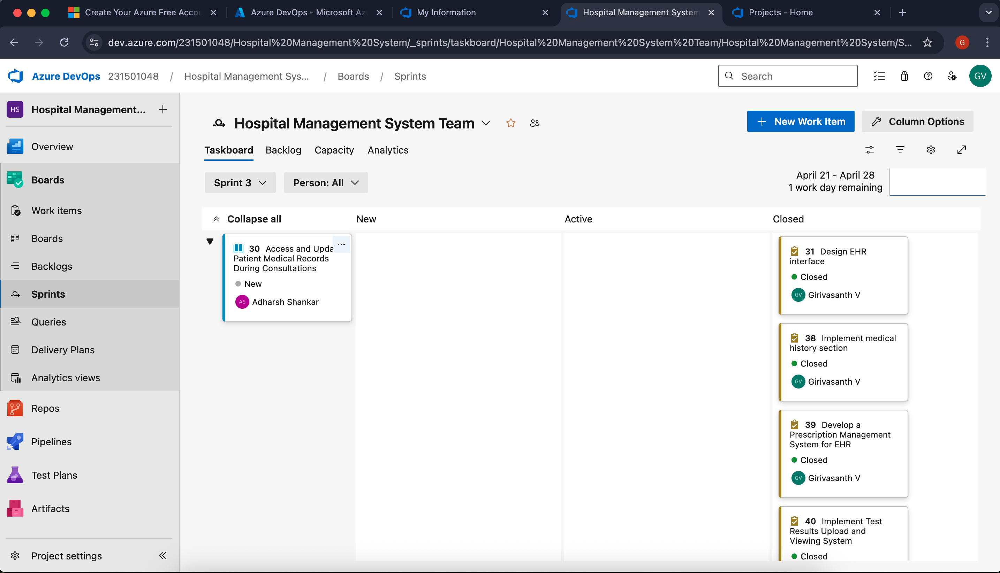 Create Your Azure Free Accou
Azure DevOps - Microsoft Az
My Information
Hospital Management System
Projects - Home
dev.azure.com/231501048/Hospital%20Management%20System/_sprints/taskboard/Hospital%20Management%20System%20Team/Hospital%20Management%20System/S...
G
Azure DevOps 231501048 / Hospital Management Sys... / Boards / Sprints
Search
GV
HS Hospital Management...
Overview
Boards
Work items
Boards
Backlogs
Sprints
Queries
Delivery Plans
Analytics views
Repos
Pipelines
Test Plans
Artifacts
Project settings
Hospital Management System Team
New Work Item
Column Options
Taskboard Backlog Capacity Analytics
Sprint 3
Person: All
April 21 - April 28
1 work day remaining
Collapse all New Active Closed
30 Access and Upda
Patient Medical Records
During Consultations
New
AS Adharsh Shankar
31 Design EHR
interface
Closed
GV Girivasanth V
38 Implement medical
history section
Closed
GV Girivasanth V
39 Develop a
Prescription Management
System for EHR
Closed
GV Girivasanth V
40 Implement Test
Results Upload and
Viewing System
Closed